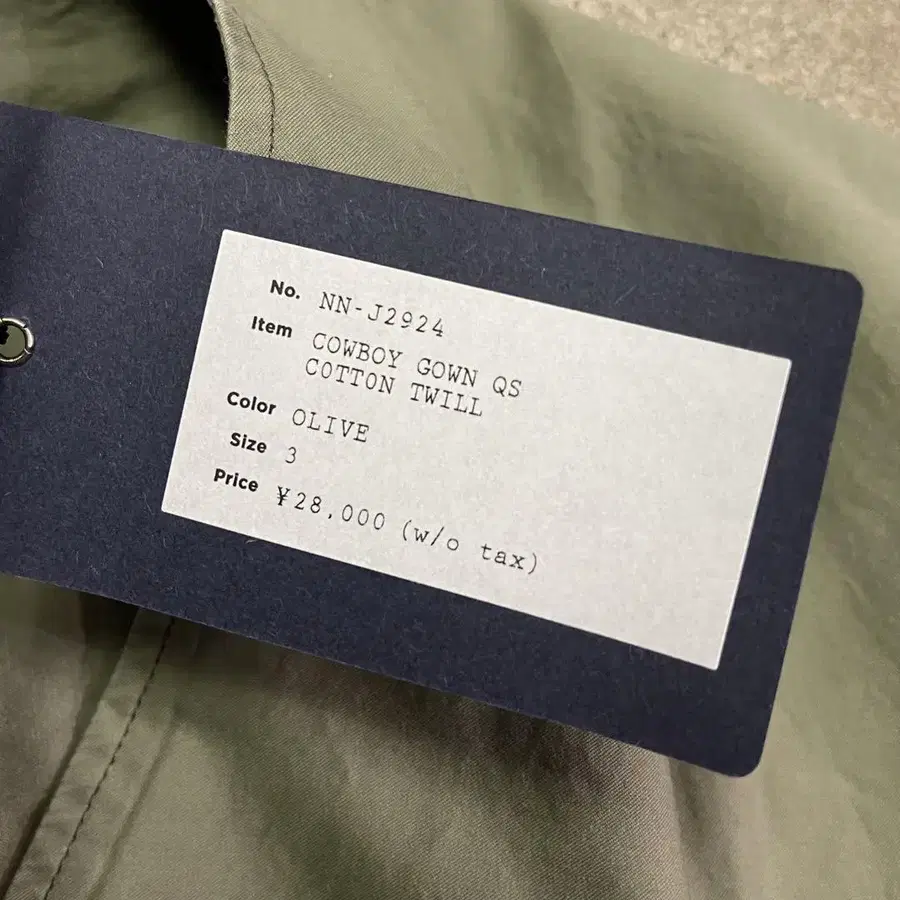 No. NN-J2924
Item COWBOY GOWN QS
COTTON TWILL
Color OLIVE
Size 3
Price ¥28,000 (w/o tax)